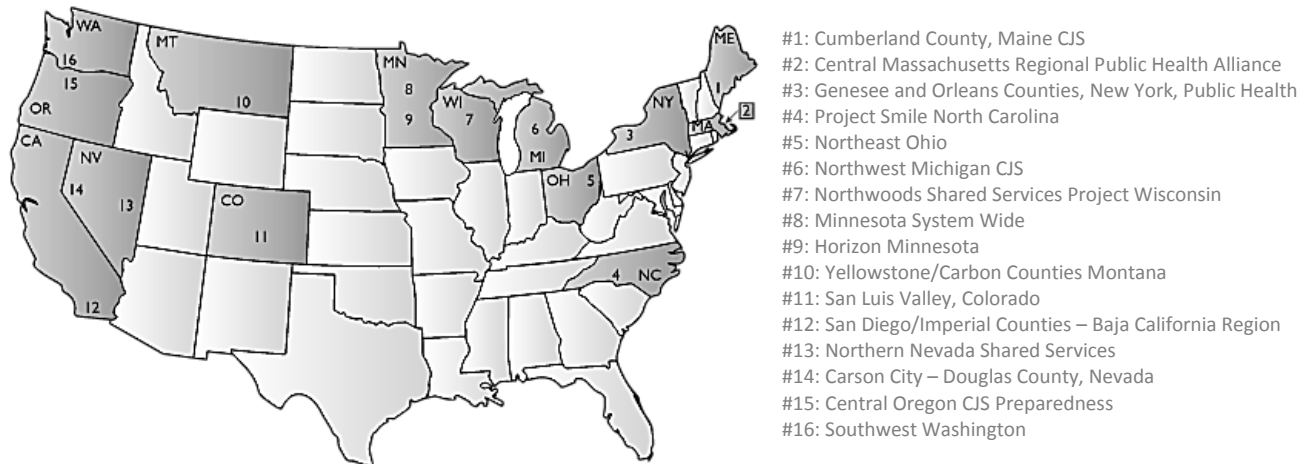 WA
16
15
OR
CA
NV
14
13
12
MT
10
CO
11
MN
8
9
WI
7
6
MI
OH 5
NY
3
ME
1
MA
2
4 NC
#1: Cumberland County, Maine CJS
#2: Central Massachusetts Regional Public Health Alliance
#3: Genesee and Orleans Counties, New York, Public Health
#4: Project Smile North Carolina
#5: Northeast Ohio
#6: Northwest Michigan CJS
#7: Northwoods Shared Services Project Wisconsin
#8: Minnesota System Wide
#9: Horizon Minnesota
#10: Yellowstone/Carbon Counties Montana
#11: San Luis Valley, Colorado
#12: San Diego/Imperial Counties – Baja California Region
#13: Northern Nevada Shared Services
#14: Carson City – Douglas County, Nevada
#15: Central Oregon CJS Preparedness
#16: Southwest Washington